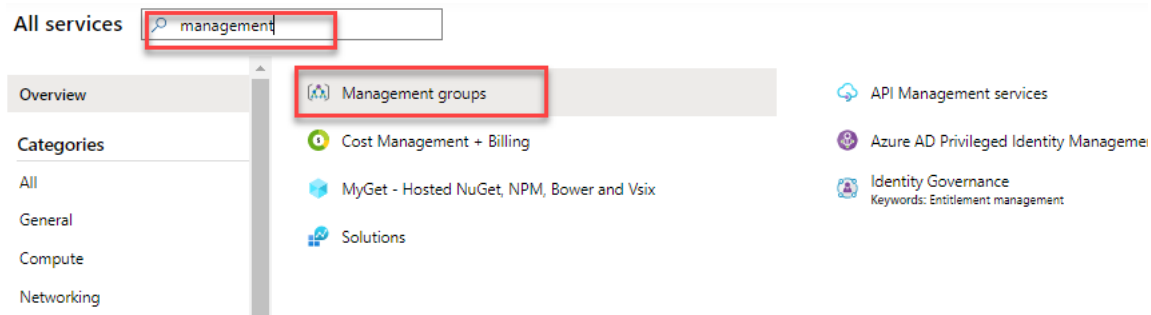 All services
management
Overview
Categories
All
General
Compute
Networking
Management groups
Cost Management + Billing
MyGet - Hosted NuGet, NPM, Bower and Vsix
Solutions
API Management services
Azure AD Privileged Identity Manageme
Identity Governance
Keywords: Entitlement management